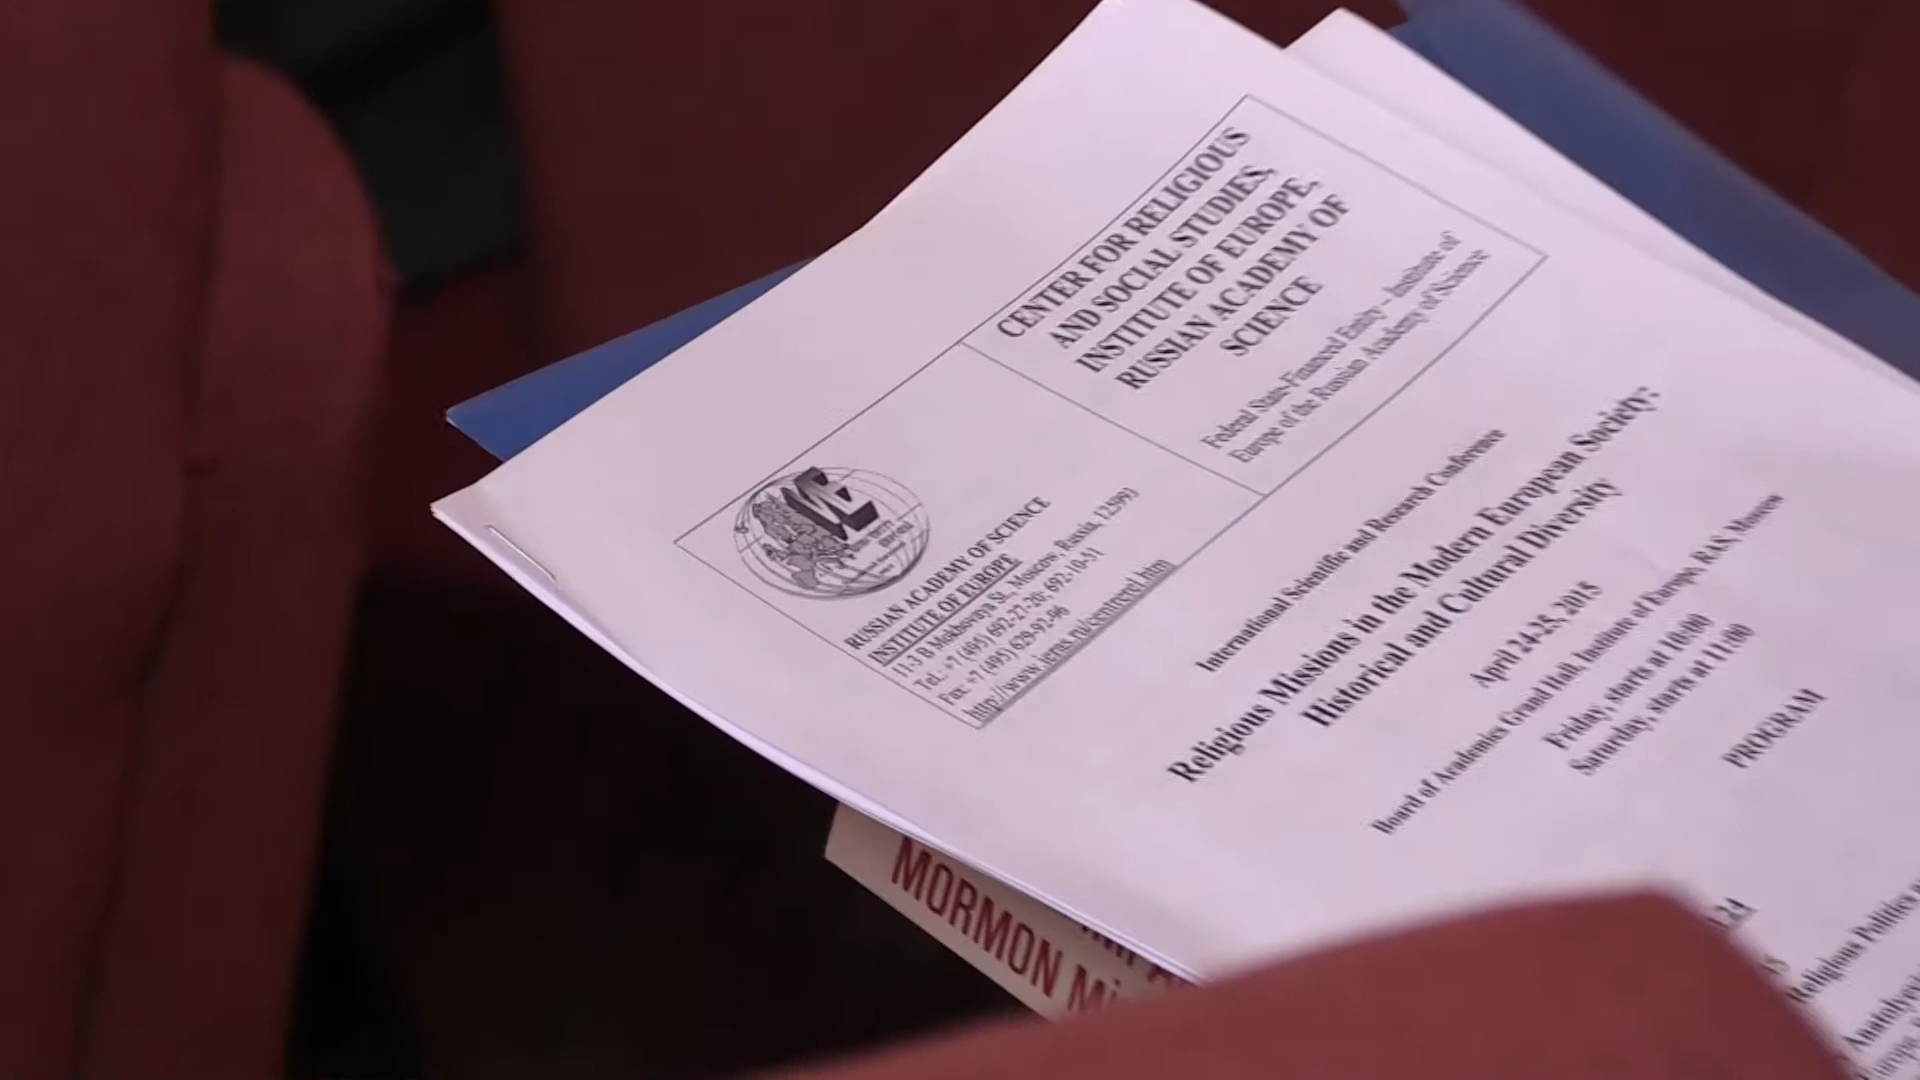 CENTER FOR RELIGIOUS
AND SOCIAL STUDIES,
INSTITUTE OF EUROPE,
RUSSIAN ACADEMY OF
SCIENCE
Federal State-Financed Entity – Institute of
Europe of the Russian Academy of Science
RUSSIAN ACADEMY OF SCIENCE
INSTITUTE OF EUROPE
11-3 B Mokhovaya St., Moscow, Russia, 125993
Tel.: +7 (495) 692-27-20; 692-10-51
Fax: +7 (495) 629-92-96
http://www.ieras.ru/centrerel.htm
International Scientific and Research Conference
Religious Missions in the Modern European Society:
Historical and Cultural Diversity
April 24-25, 2015
Board of Academics Grand Hall, Institute of Europe, RAS, Moscow
Friday, starts at 10:00
Saturday, starts at 11:00
PROGRAM
Religious Politics
MORMON